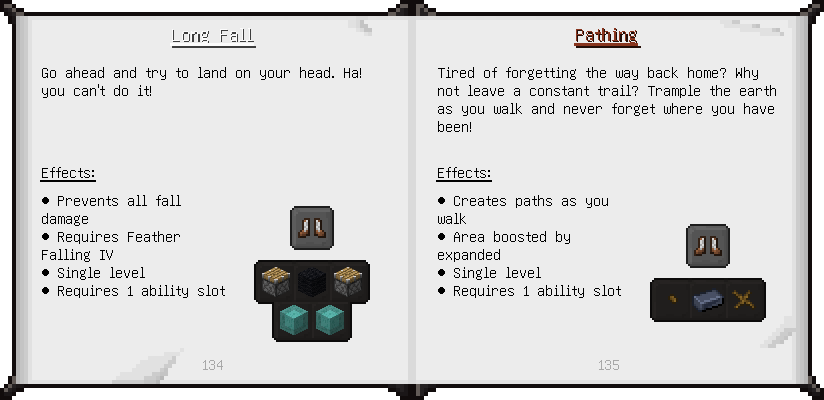 Long Fall
Go ahead and try to land on your head. Ha!
you can't do it!
Effects:
● Prevents all fall
damage
● Requires Feather
Falling IV
● Single level
● Requires 1 ability slot
134
Pathing
Tired of forgetting the way back home? Why
not leave a constant trail? Trample the earth
as you walk and never forget where you have
been!
Effects:
● Creates paths as you
walk
● Area boosted by
expanded
● Single level
● Requires 1 ability slot
135